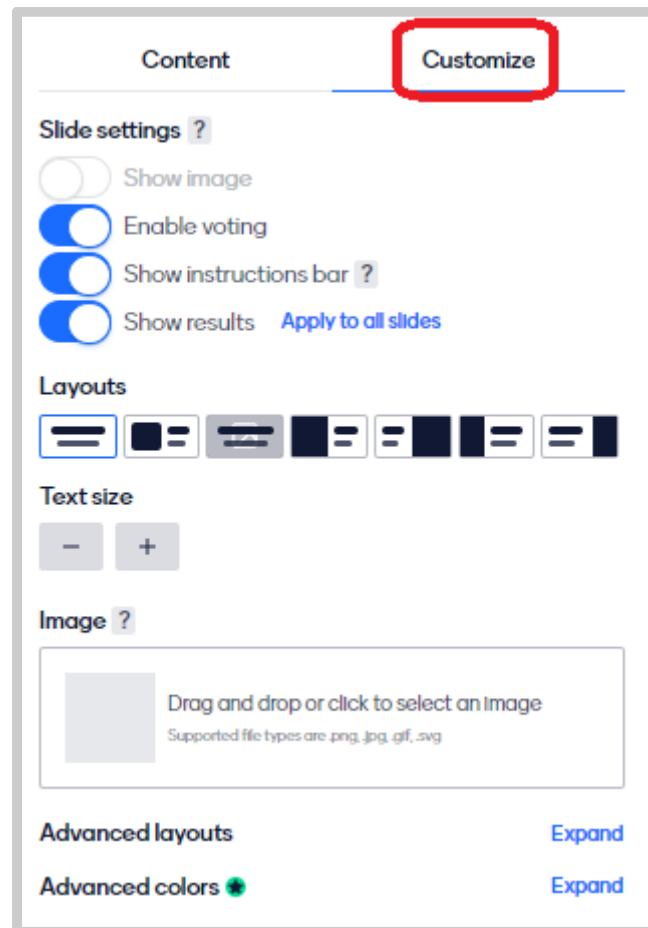 Content Customize
Slide settings ?
Show image
Enable voting
Show instructions bar ?
Show results Apply to all slides
Layouts
Text size
− +
Image ?
Drag and drop or click to select an image
Supported file types are .png, .jpg, .gif, .svg
Advanced layouts Expand
Advanced colors Expand